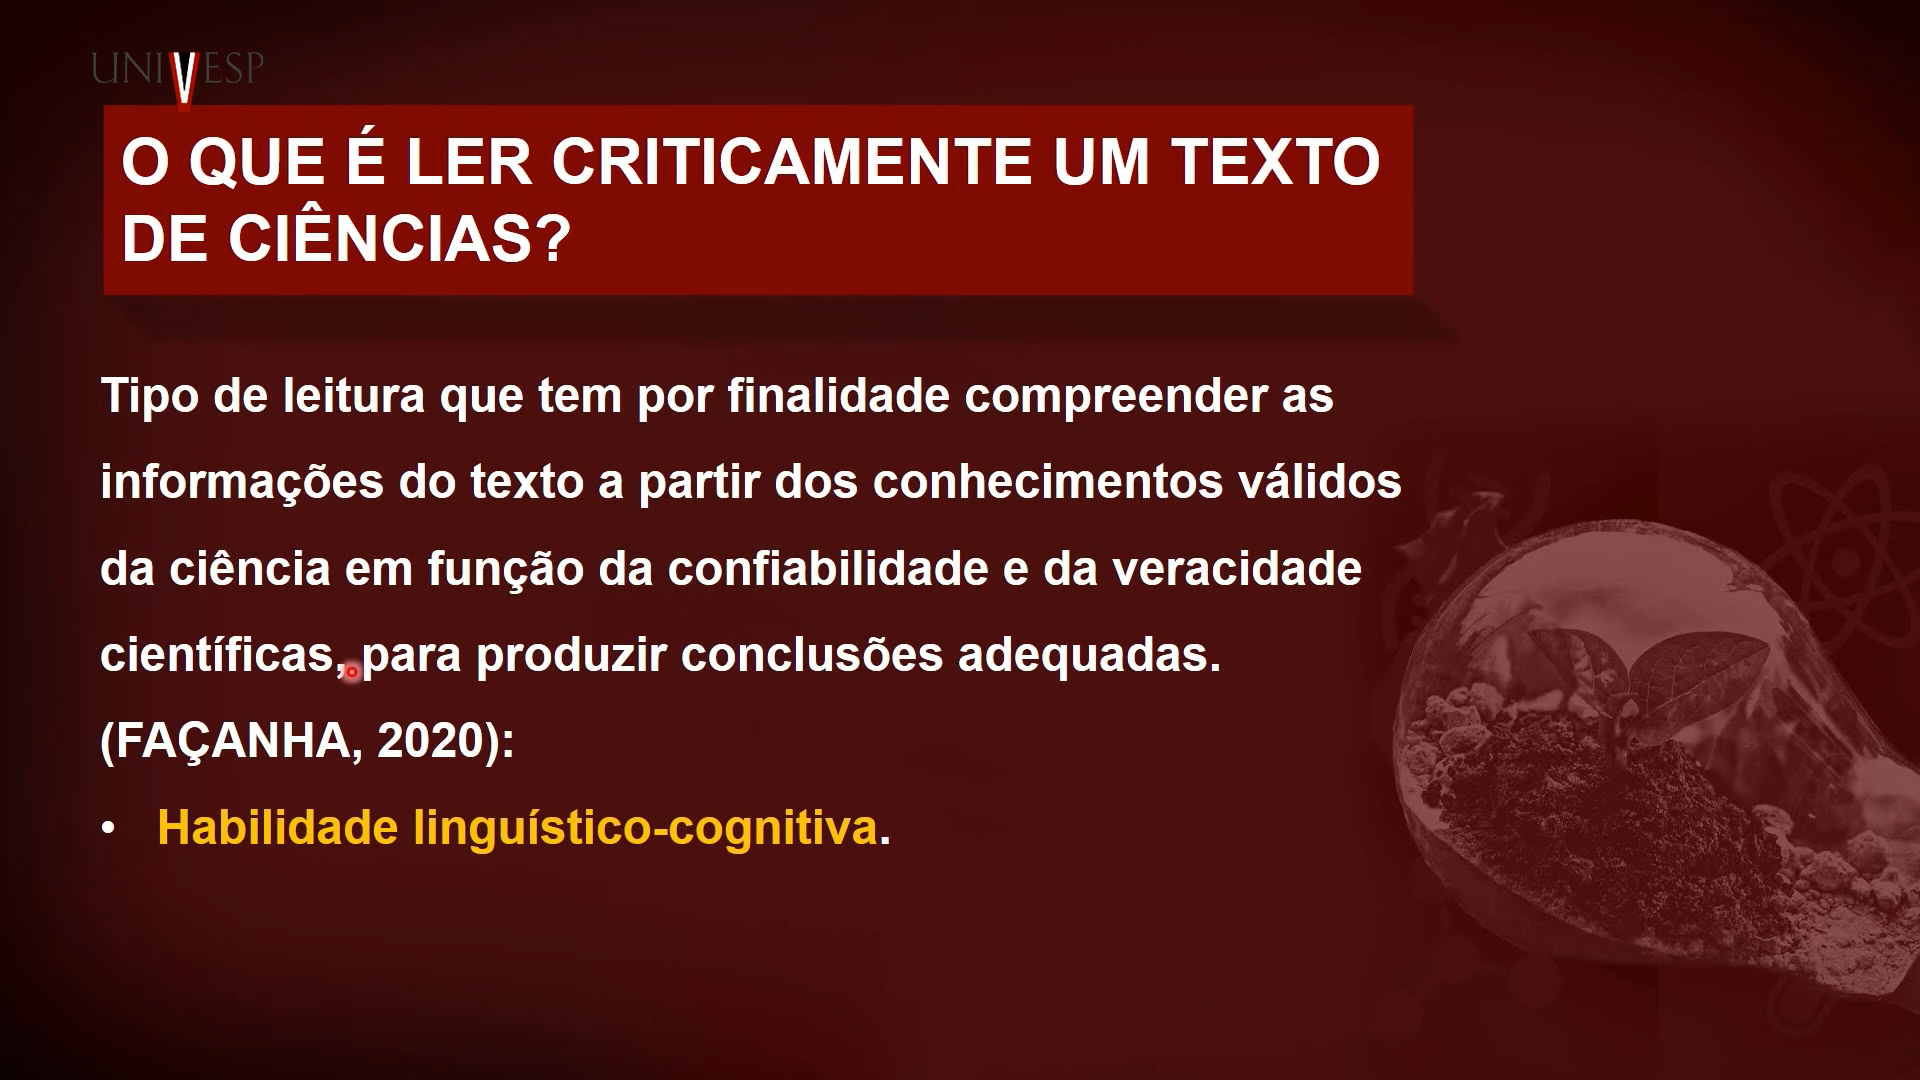 UNIVESP
O QUE É LER CRITICAMENTE UM TEXTO
DE CIÊNCIAS?
Tipo de leitura que tem por finalidade compreender as
informações do texto a partir dos conhecimentos válidos
da ciência em função da confiabilidade e da veracidade
científicas, para produzir conclusões adequadas.
(FAÇANHA, 2020):
• Habilidade linguístico-cognitiva.